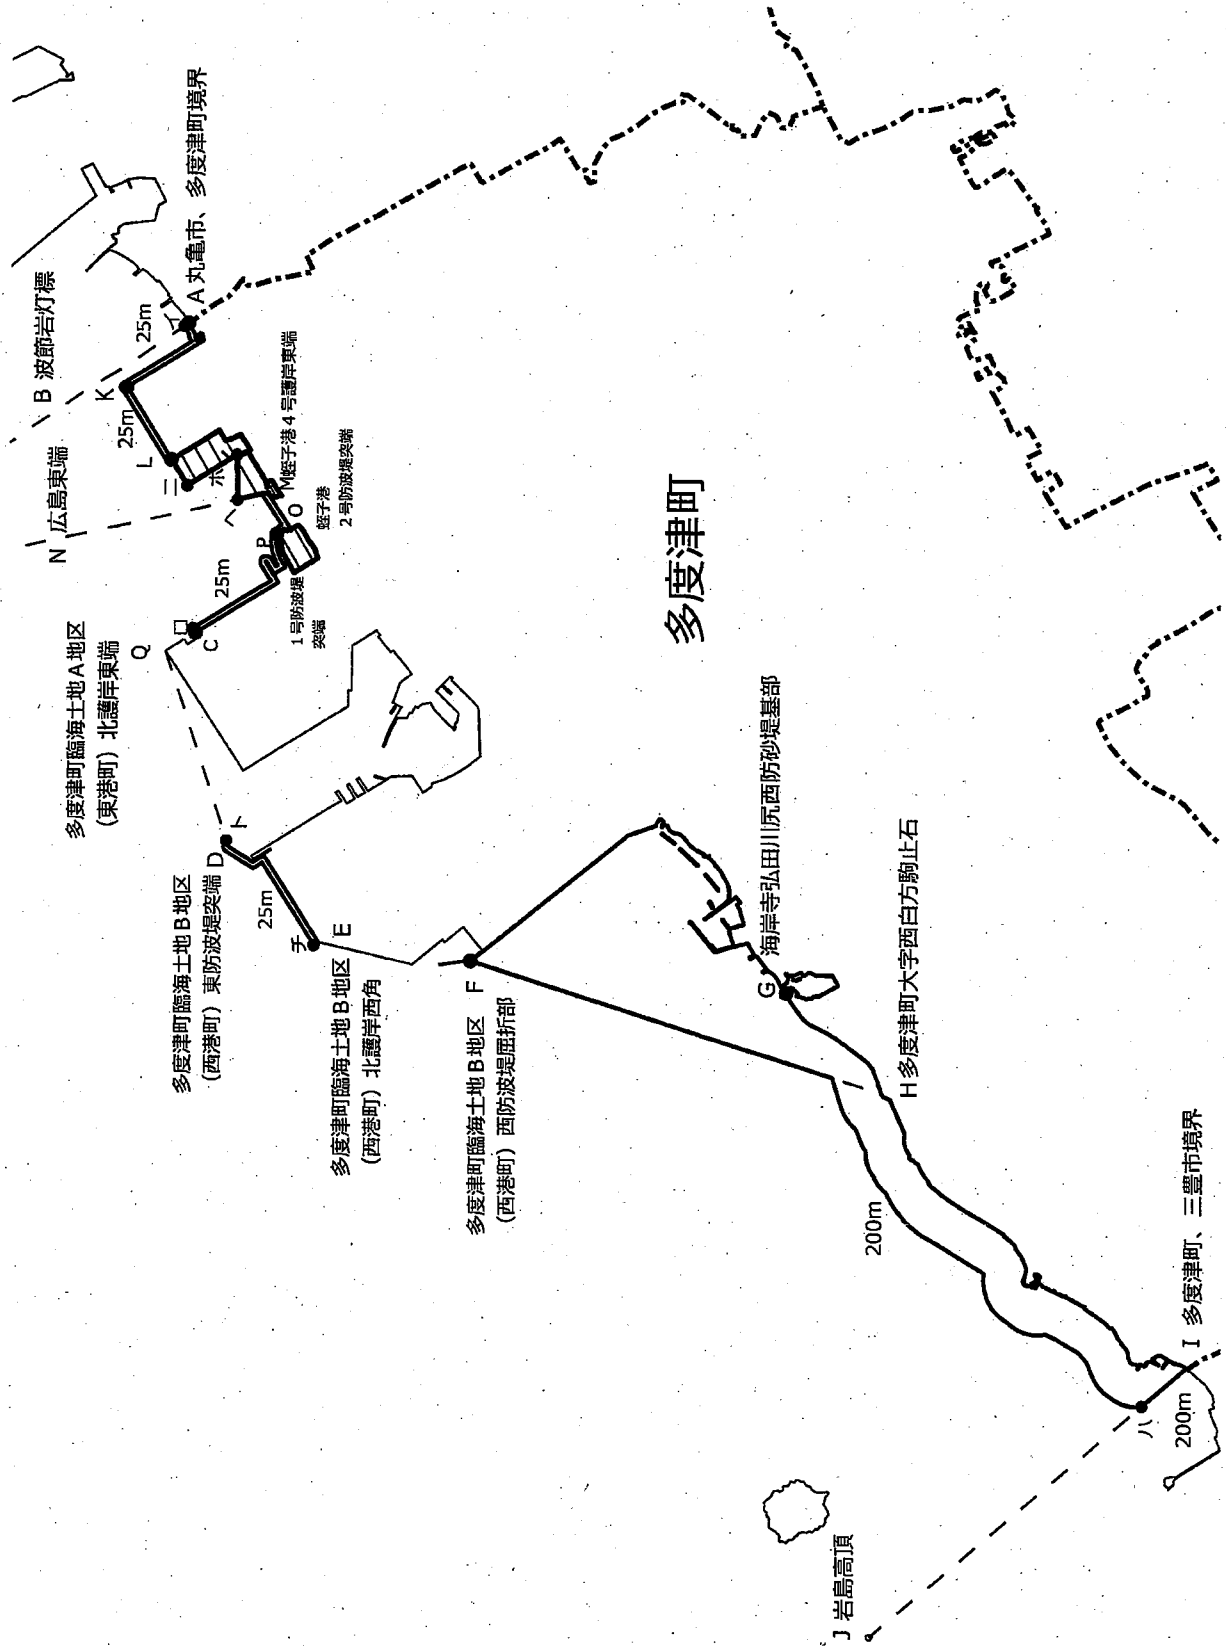 J 岩島高頂
ハ
200m
I 多度津町、三豊市境界
200m
多度津町臨海土地B地区
(西港町) 西防波堤屈折部
F
H多度津町大字西白方駒止石
G
海岸寺弘田川尻西防砂堤基部
多度津町臨海土地B地区
(西港町) 北護岸西角
チ
E
25m
多度津町臨海土地B地区
(西港町) 東防波堤突端
D
ト
多度津町臨海土地A地区
(東港町) 北護岸東端
Q
ロ
C
25m
1号防波堤
突端
P
O
蛭子港
2号防波堤突端
多度津町
N 広島東端
ヘ
ホ
M蛭子港4号護岸東端
ニ
L
25m
K
B 波節岩灯標
25m
イ
A 丸亀市、多度津町境界